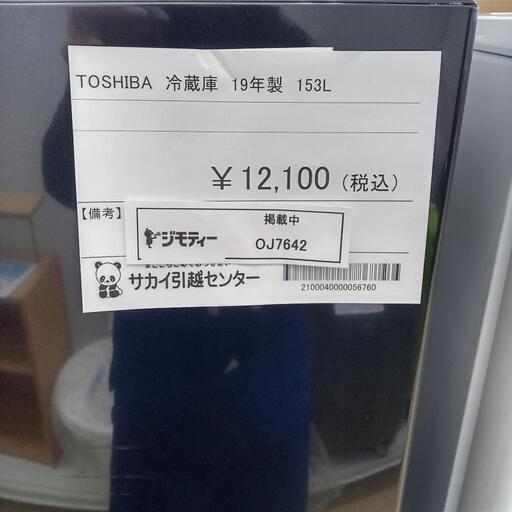 TOSHIBA 冷蔵庫 19年製 153L
￥12,100（税込）
【備考】
掲載中
ジモティー
OJ7642
サカイ引越センター
2100040000056760